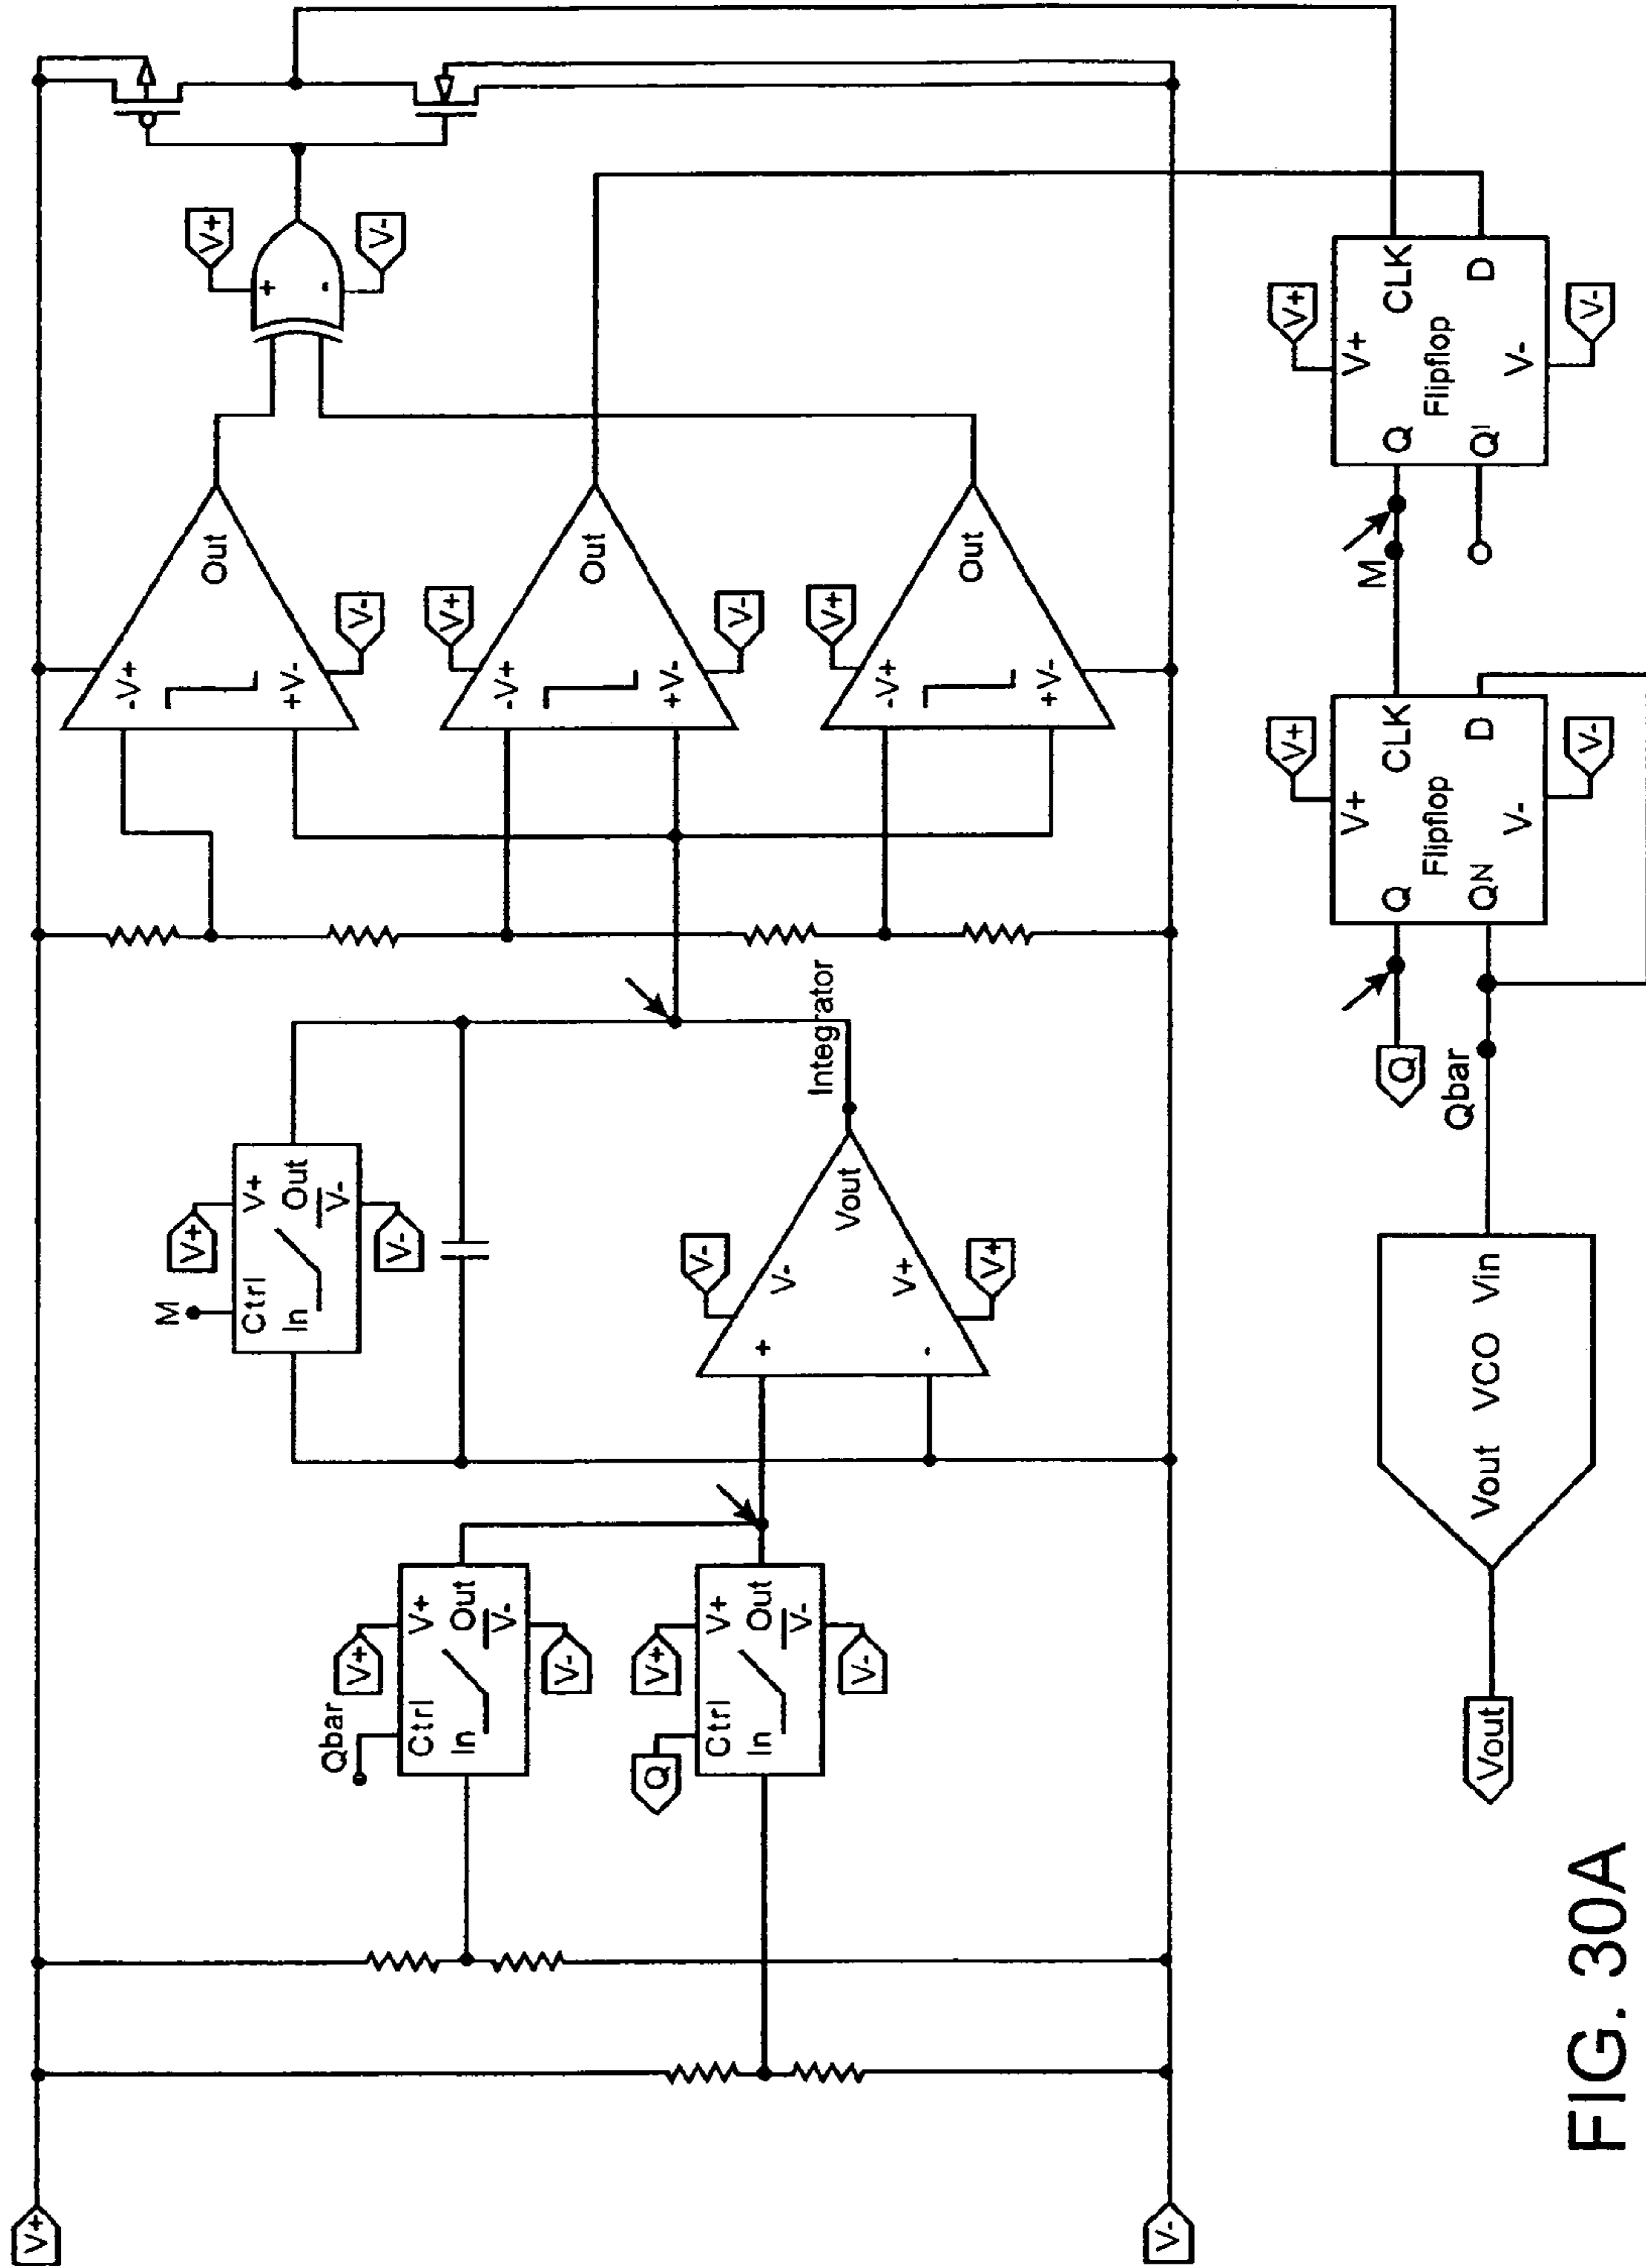 V+
V-
Qbar
V+
Ctrl
V+
In
Out
V-
V-
Q
V+
Ctrl
V+
In
Out
V-
V-
M
V+
Ctrl
V+
In
Out
V-
V-
V-
+
V-
Vout
-
V+
V+
Integrator
-V+
Out
+V-
V-
V+
-V+
Out
+V-
V-
V+
-V+
Out
+V-
V+
+
-
V-
Vout
Vout VCO Vin
Qbar
Q
V+
V+
Q
CLK
Flipflop
QN
D
V-
V-
M
V+
V+
Q
CLK
Flipflop
Q'
D
V-
V-
FIG. 30A